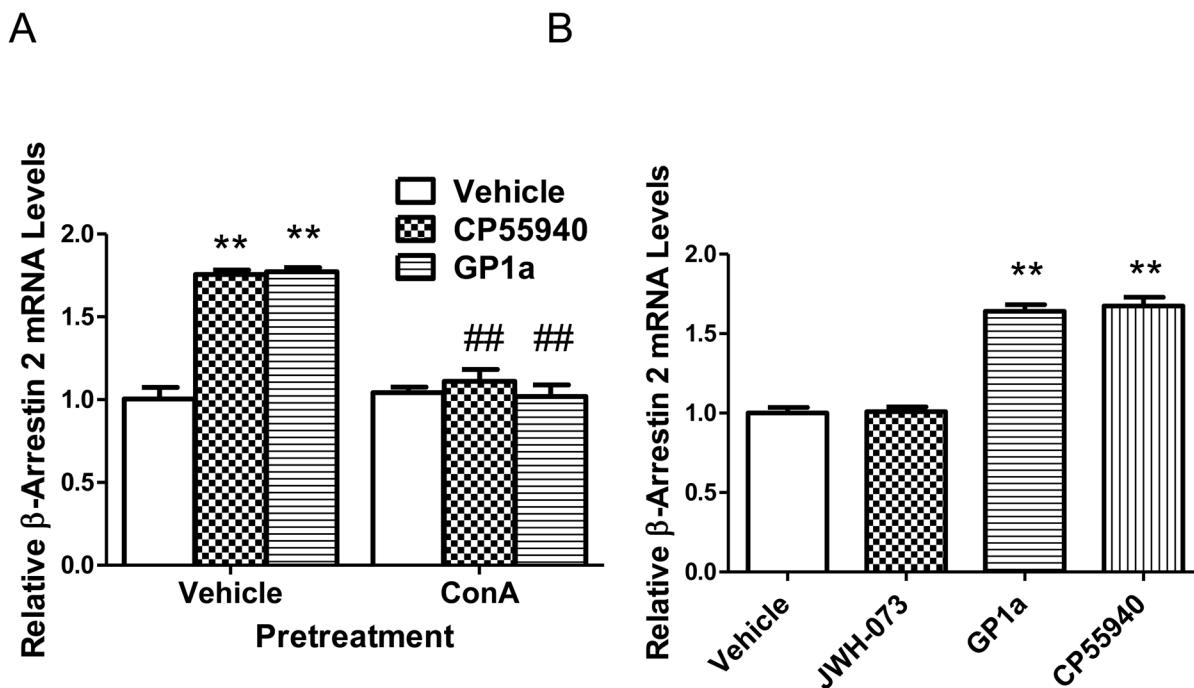 A
B
Relative β-Arrestin 2 mRNA Levels
Vehicle
CP55940
GP1a
2.0
1.5
1.0
0.5
0.0
** **
## ##
Vehicle ConA
Pretreatment
Relative β-Arrestin 2 mRNA Levels
2.0
1.5
1.0
0.5
0.0
** **
Vehicle
JWH-073
GP1a
CP55940